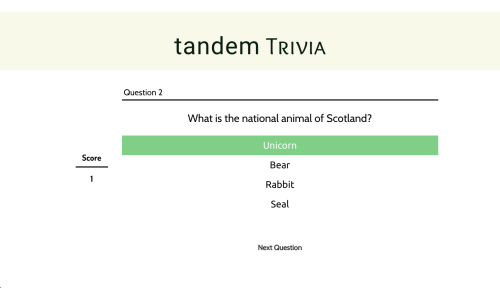 tandem TRIVIA
Question 2
What is the national animal of Scotland?
Unicorn
Bear
Rabbit
Seal
Score
1
Next Question